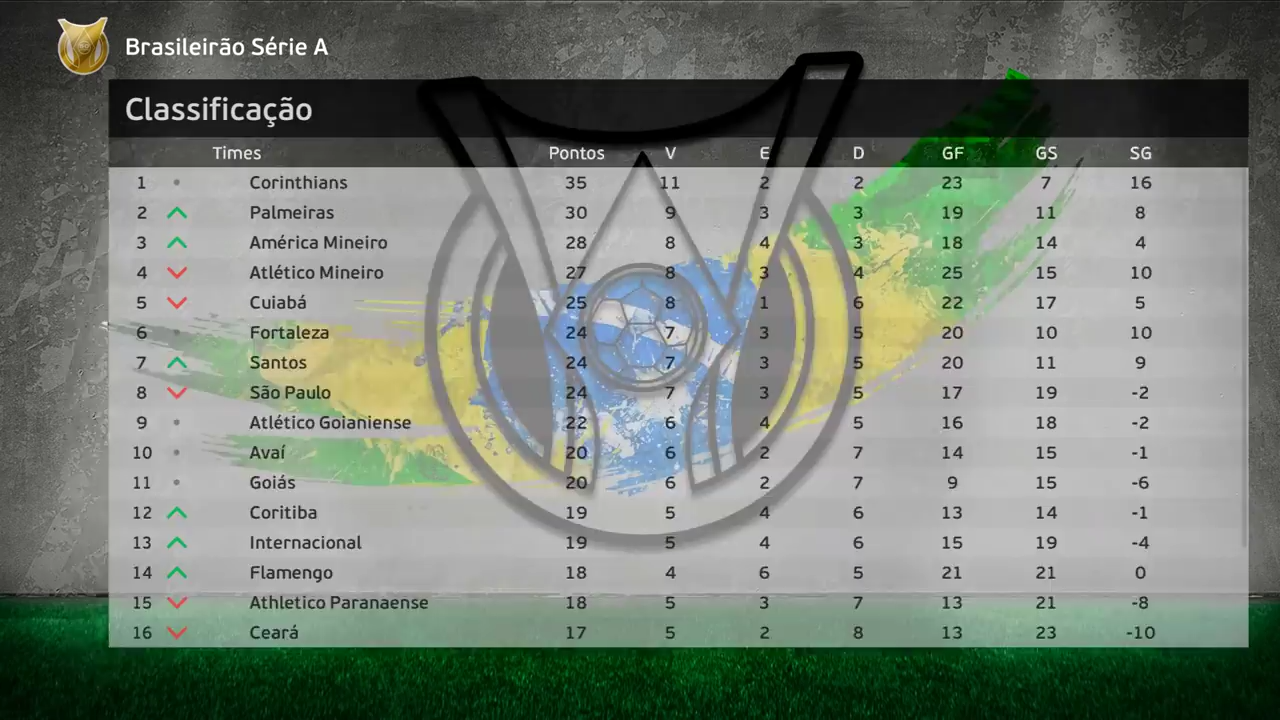 Brasileirão Série A
Classificação
Times Pontos V E D GF GS SG
1 Corinthians 35 11 2 2 23 7 16
2 Palmeiras 30 9 3 3 19 11 8
3 América Mineiro 28 8 4 3 18 14 4
4 Atlético Mineiro 27 8 3 4 25 15 10
5 Cuiabá 25 8 1 6 22 17 5
6 Fortaleza 24 7 3 5 20 10 10
7 Santos 24 7 3 5 20 11 9
8 São Paulo 24 7 3 5 17 19 -2
9 Atlético Goianiense 22 6 4 5 16 18 -2
10 Avaí 20 6 2 7 14 15 -1
11 Goiás 20 6 2 7 9 15 -6
12 Coritiba 19 5 4 6 13 14 -1
13 Internacional 19 5 4 6 15 19 -4
14 Flamengo 18 4 6 5 21 21 0
15 Athletico Paranaense 18 5 3 7 13 21 -8
16 Ceará 17 5 2 8 13 23 -10